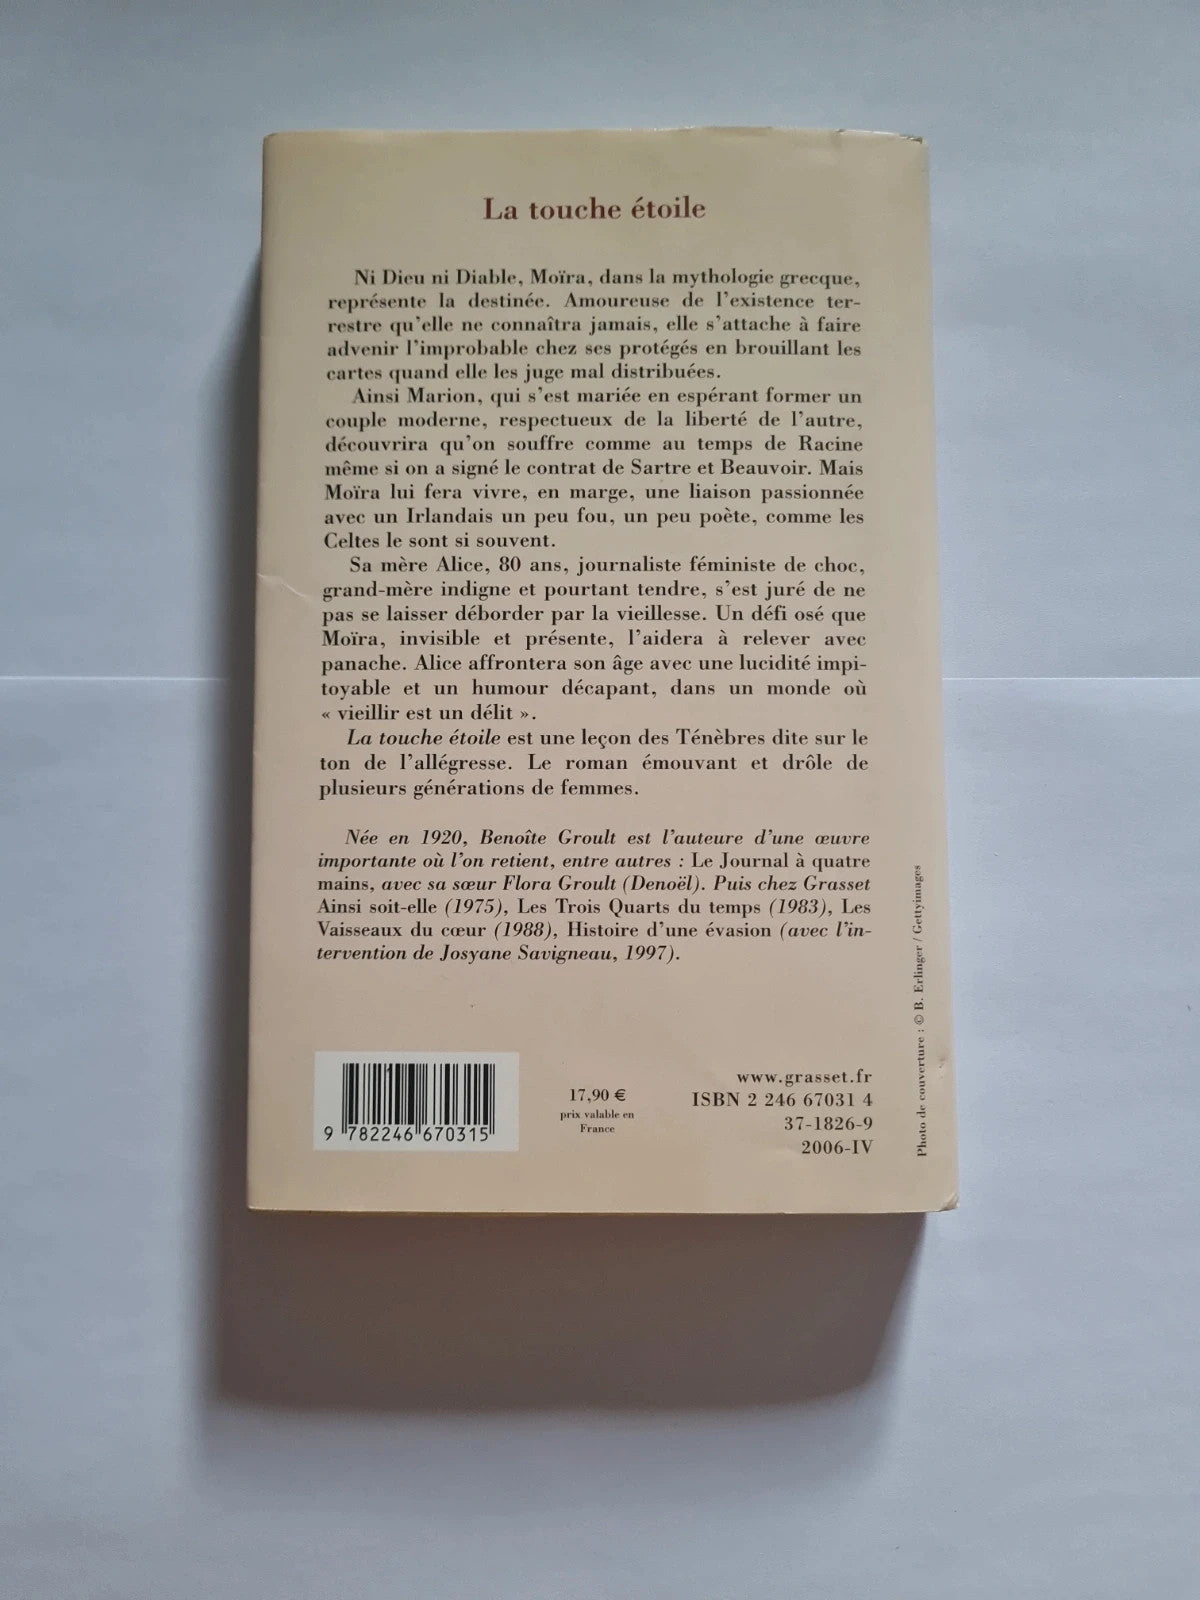 La touche étoile
Ni Dieu ni Diable, Moïra, dans la mythologie grecque,
représente la destinée. Amoureuse de l'existence ter-
restre qu'elle ne connaîtra jamais, elle s'attache à faire
advenir l'improbable chez ses protégés en brouillant les
cartes quand elle les juge mal distribuées.
Ainsi Marion, qui s'est mariée en espérant former un
couple moderne, respectueux de la liberté de l'autre,
découvrira qu'on souffre comme au temps de Racine
même si on a signé le contrat de Sartre et Beauvoir. Mais
Moïra lui fera vivre, en marge, une liaison passionnée
avec un Irlandais un peu fou, un peu poète, comme les
Celtes le sont si souvent.
Sa mère Alice, 80 ans, journaliste féministe de choc,
grand-mère indigne et pourtant tendre, s'est juré de ne
pas se laisser déborder par la vieillesse. Un défi osé que
Moïra, invisible et présente, l'aidera à relever avec
panache. Alice affrontera son âge avec une lucidité impi-
toyable et un humour décapant, dans un monde où
« vieillir est un délit ».
La touche étoile est une leçon des Ténèbres dite sur le
ton de l'allégresse. Le roman émouvant et drôle de
plusieurs générations de femmes.
Née en 1920, Benoîte Groult est l'auteure d'une œuvre
importante où l'on retient, entre autres : Le Journal à quatre
mains, avec sa sœur Flora Groult (Denoël). Puis chez Grasset
Ainsi soit-elle (1975), Les Trois Quarts du temps (1983), Les
Vaisseaux du cœur (1988), Histoire d'une évasion (avec l'in-
tervention de Josyane Savigneau, 1997).
Photo de couverture : © B. Erlinger / Gettyimages
9 782246 670315
17,90 €
prix valable en
France
www.grasset.fr
ISBN 2 246 67031 4
37-1826-9
2006-IV